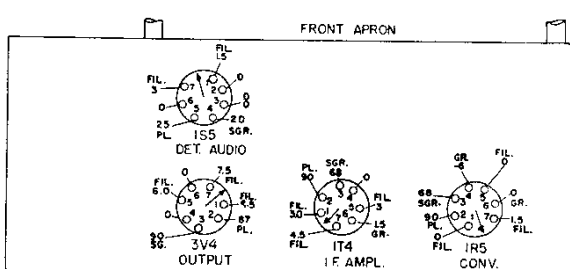 FRONT APRON
FIL.
1.5
FIL.
3
7
1
2
0
6
5
4
3
0
0
0
25
PL.
20
SGR.
1S5
DET. AUDIO
FIL.
6.0
0
7.5
FIL.
6
7
5
1
FIL.
4
3
2
0
90
SG.
67
PL.
3V4
OUTPUT
PL.
90
SGR.
68
0
3
4
2
5
FIL.
3
FIL.
3.0
1
7
6
4.5
FIL.
1.5
GR.
1T4
I.F. AMPL.
GR.
-6
FIL.
0
4
5
68
SGR.
3
6
0
GR.
90
PL.
2
1
7
1.5
FIL.
0
FIL.
1R5
CONV.